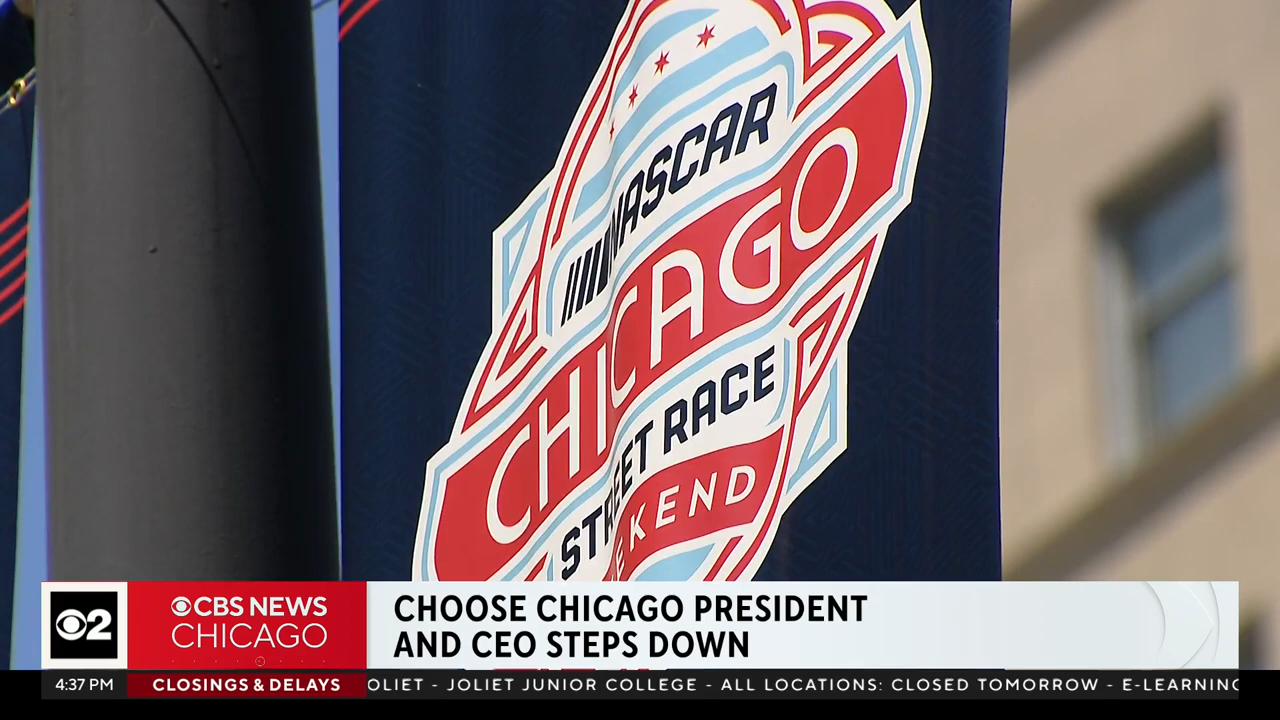 NASCAR
CHICAGO
STREET RACE
2
CBS NEWS
CHICAGO
CHOOSE CHICAGO PRESIDENT
AND CEO STEPS DOWN
4:37 PM
CLOSINGS & DELAYS
OLIET - JOLIET JUNIOR COLLEGE - ALL LOCATIONS: CLOSED TOMORROW - E-LEARNING